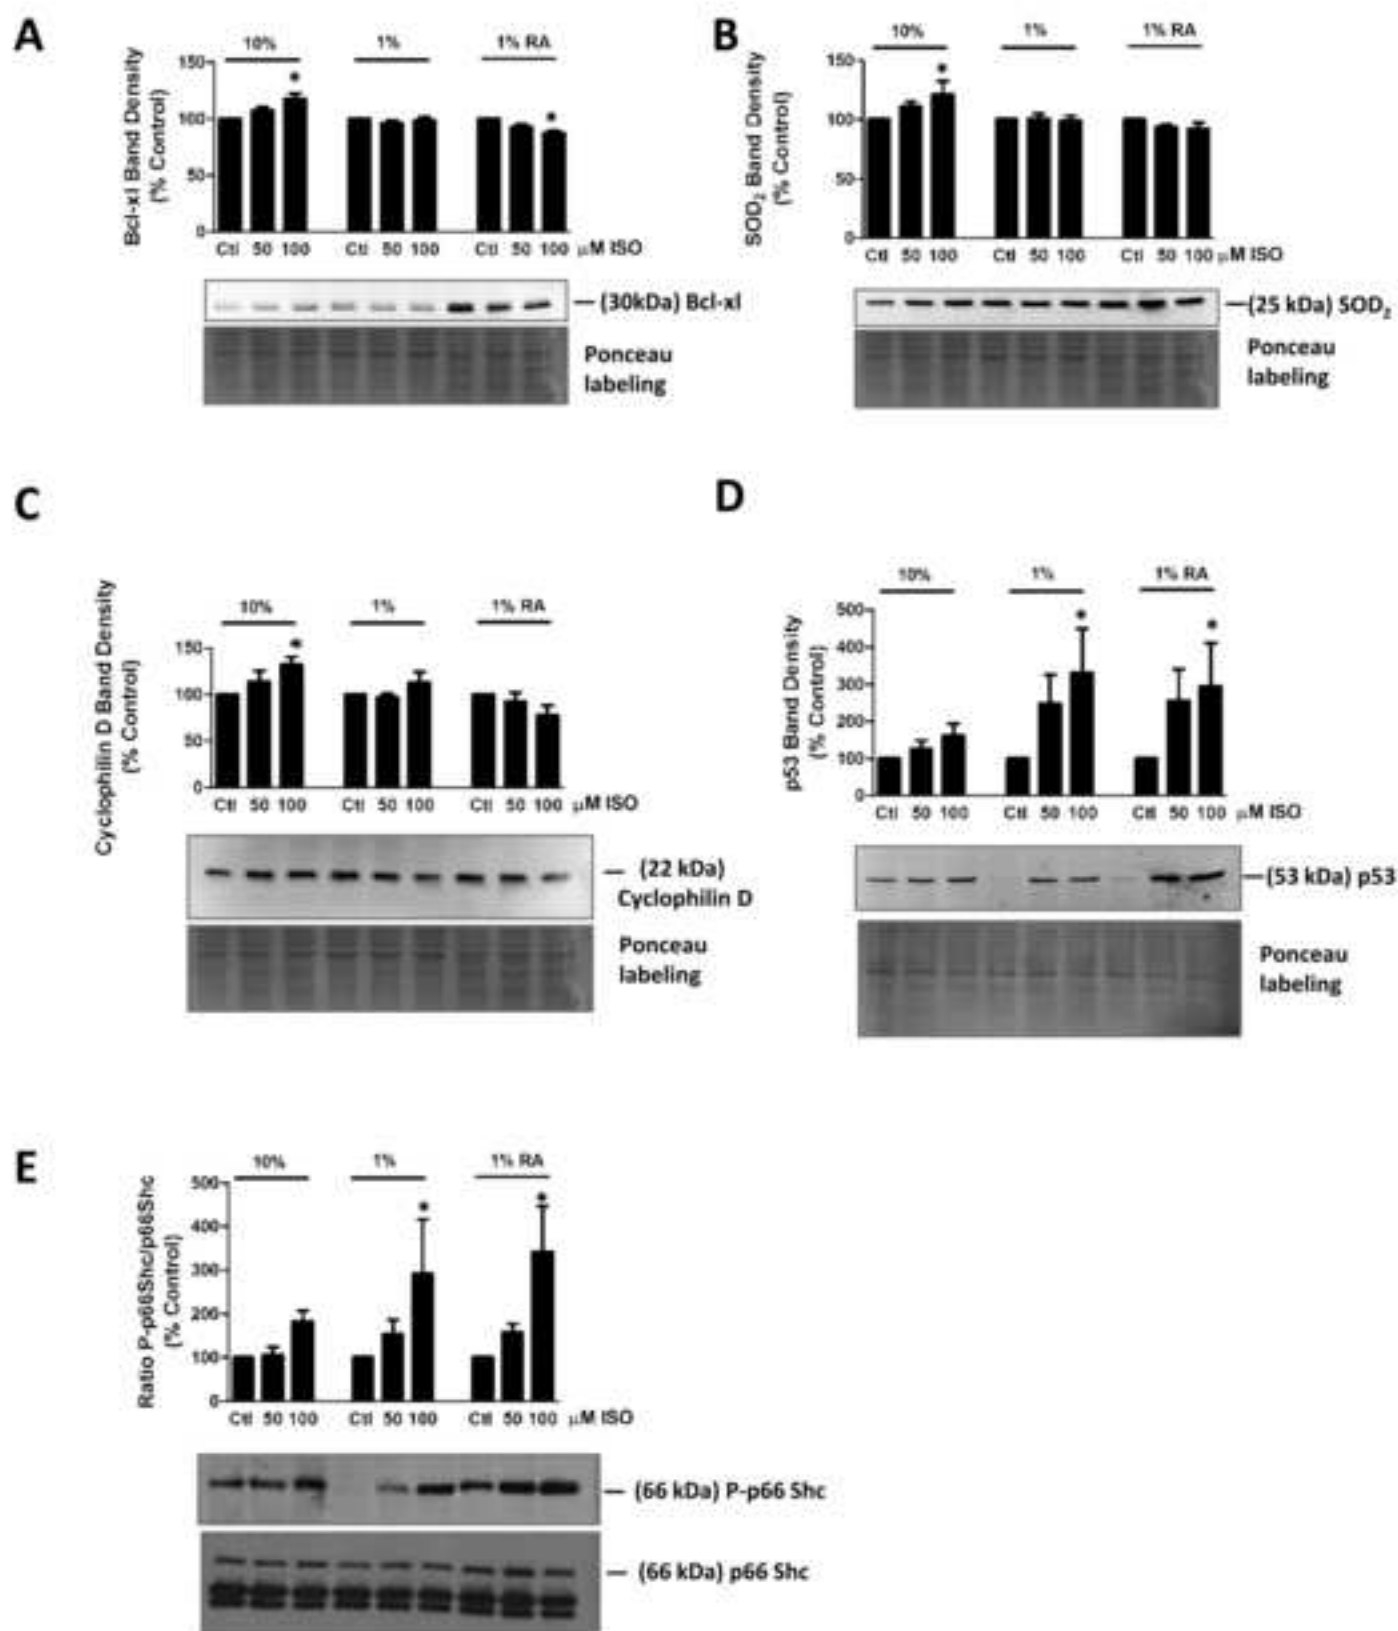 A
10%
1%
1% RA
Bcl-xl Band Density
(% Control)
150
100
50
0
Ctl 50 100
Ctl 50 100
Ctl 50 100
μM ISO
(30kDa) Bcl-xl
Ponceau
labeling
B
10%
1%
1% RA
SOD2 Band Density
(% Control)
150
100
50
0
Ctl 50 100
Ctl 50 100
Ctl 50 100
μM ISO
(25 kDa) SOD2
Ponceau
labeling
C
10%
1%
1% RA
Cyclophilin D Band Density
(% Control)
150
100
50
0
Ctl 50 100
Ctl 50 100
Ctl 50 100
μM ISO
(22 kDa)
Cyclophilin D
Ponceau
labeling
D
10%
1%
1% RA
p53 Band Density
(% Control)
500
400
300
200
100
0
Ctl 50 100
Ctl 50 100
Ctl 50 100
μM ISO
(53 kDa) p53
Ponceau
labeling
E
10%
1%
1% RA
Ratio P-p66Shc/p66Shc
(% Control)
500
400
300
200
100
0
Ctl 50 100
Ctl 50 100
Ctl 50 100
μM ISO
(66 kDa) P-p66 Shc
(66 kDa) p66 Shc